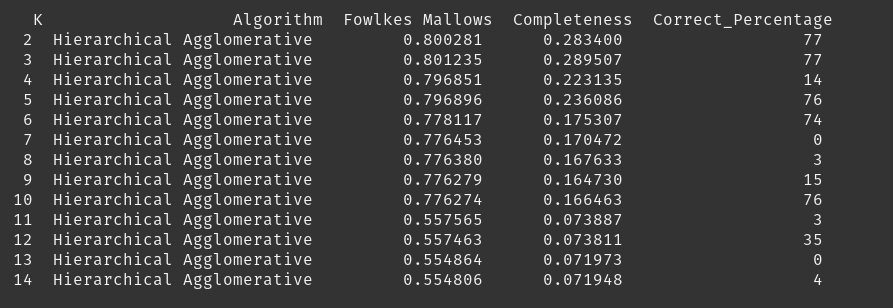 K Algorithm Fowlkes Mallows Completeness Correct_Percentage
2 Hierarchical Agglomerative 0.800281 0.283400 77
3 Hierarchical Agglomerative 0.801235 0.289507 77
4 Hierarchical Agglomerative 0.796851 0.223135 14
5 Hierarchical Agglomerative 0.796896 0.236086 76
6 Hierarchical Agglomerative 0.778117 0.175307 74
7 Hierarchical Agglomerative 0.776453 0.170472 0
8 Hierarchical Agglomerative 0.776380 0.167633 3
9 Hierarchical Agglomerative 0.776279 0.164730 15
10 Hierarchical Agglomerative 0.776274 0.166463 76
11 Hierarchical Agglomerative 0.557565 0.073887 3
12 Hierarchical Agglomerative 0.557463 0.073811 35
13 Hierarchical Agglomerative 0.554864 0.071973 0
14 Hierarchical Agglomerative 0.554806 0.071948 4